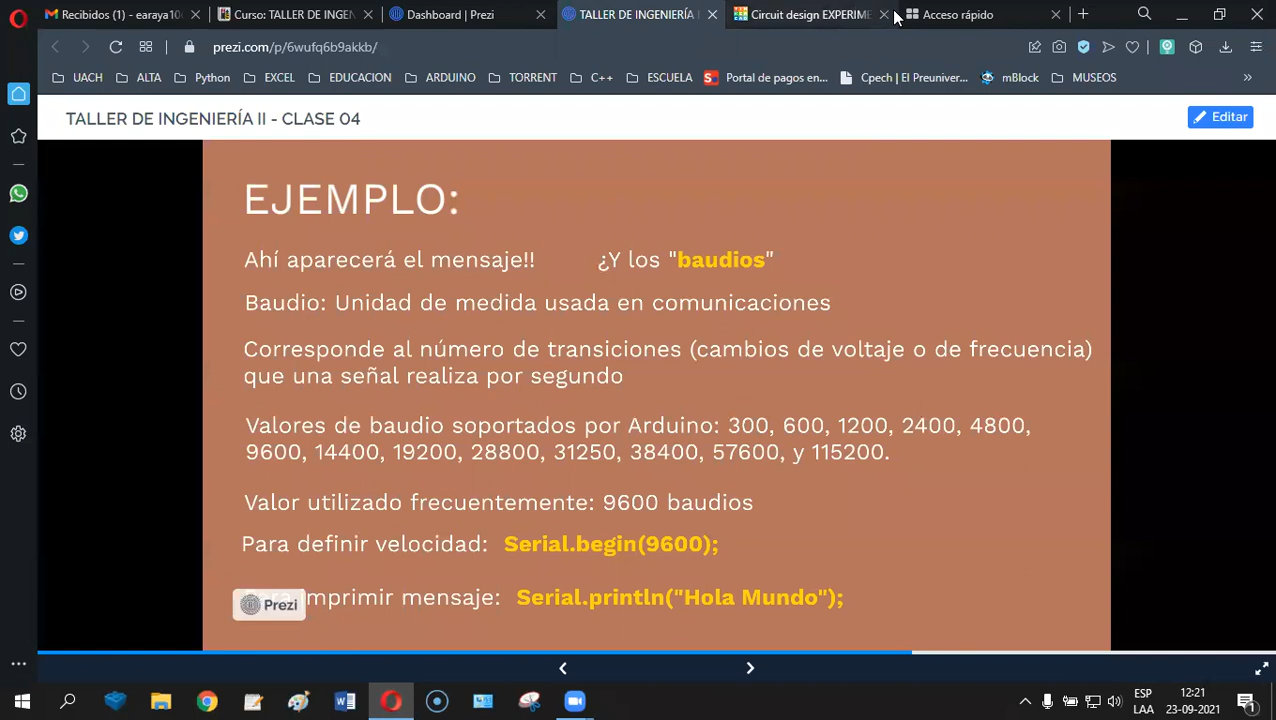 Recibidos (1) - earaya10
Curso: TALLER DE INGEN
Dashboard | Prezi
TALLER DE INGENIERÍA I
Circuit design EXPERIME
Acceso rápido
prezi.com/p/6wufq6b9akkb/
UACH
ALTA
Python
EXCEL
EDUCACION
ARDUINO
TORRENT
C++
ESCUELA
Portal de pagos en...
Cpech | El Preuniver...
mBlock
MUSEOS
TALLER DE INGENIERÍA II - CLASE 04
Editar
EJEMPLO:
Ahí aparecerá el mensaje!! ¿Y los "baudios"
Baudio: Unidad de medida usada en comunicaciones
Corresponde al número de transiciones (cambios de voltaje o de frecuencia)
que una señal realiza por segundo
Valores de baudio soportados por Arduino: 300, 600, 1200, 2400, 4800,
9600, 14400, 19200, 28800, 31250, 38400, 57600, y 115200.
Valor utilizado frecuentemente: 9600 baudios
Para definir velocidad: Serial.begin(9600);
imprimir mensaje: Serial.println("Hola Mundo");
Prezi
ESP
LAA
12:21
23-09-2021
1